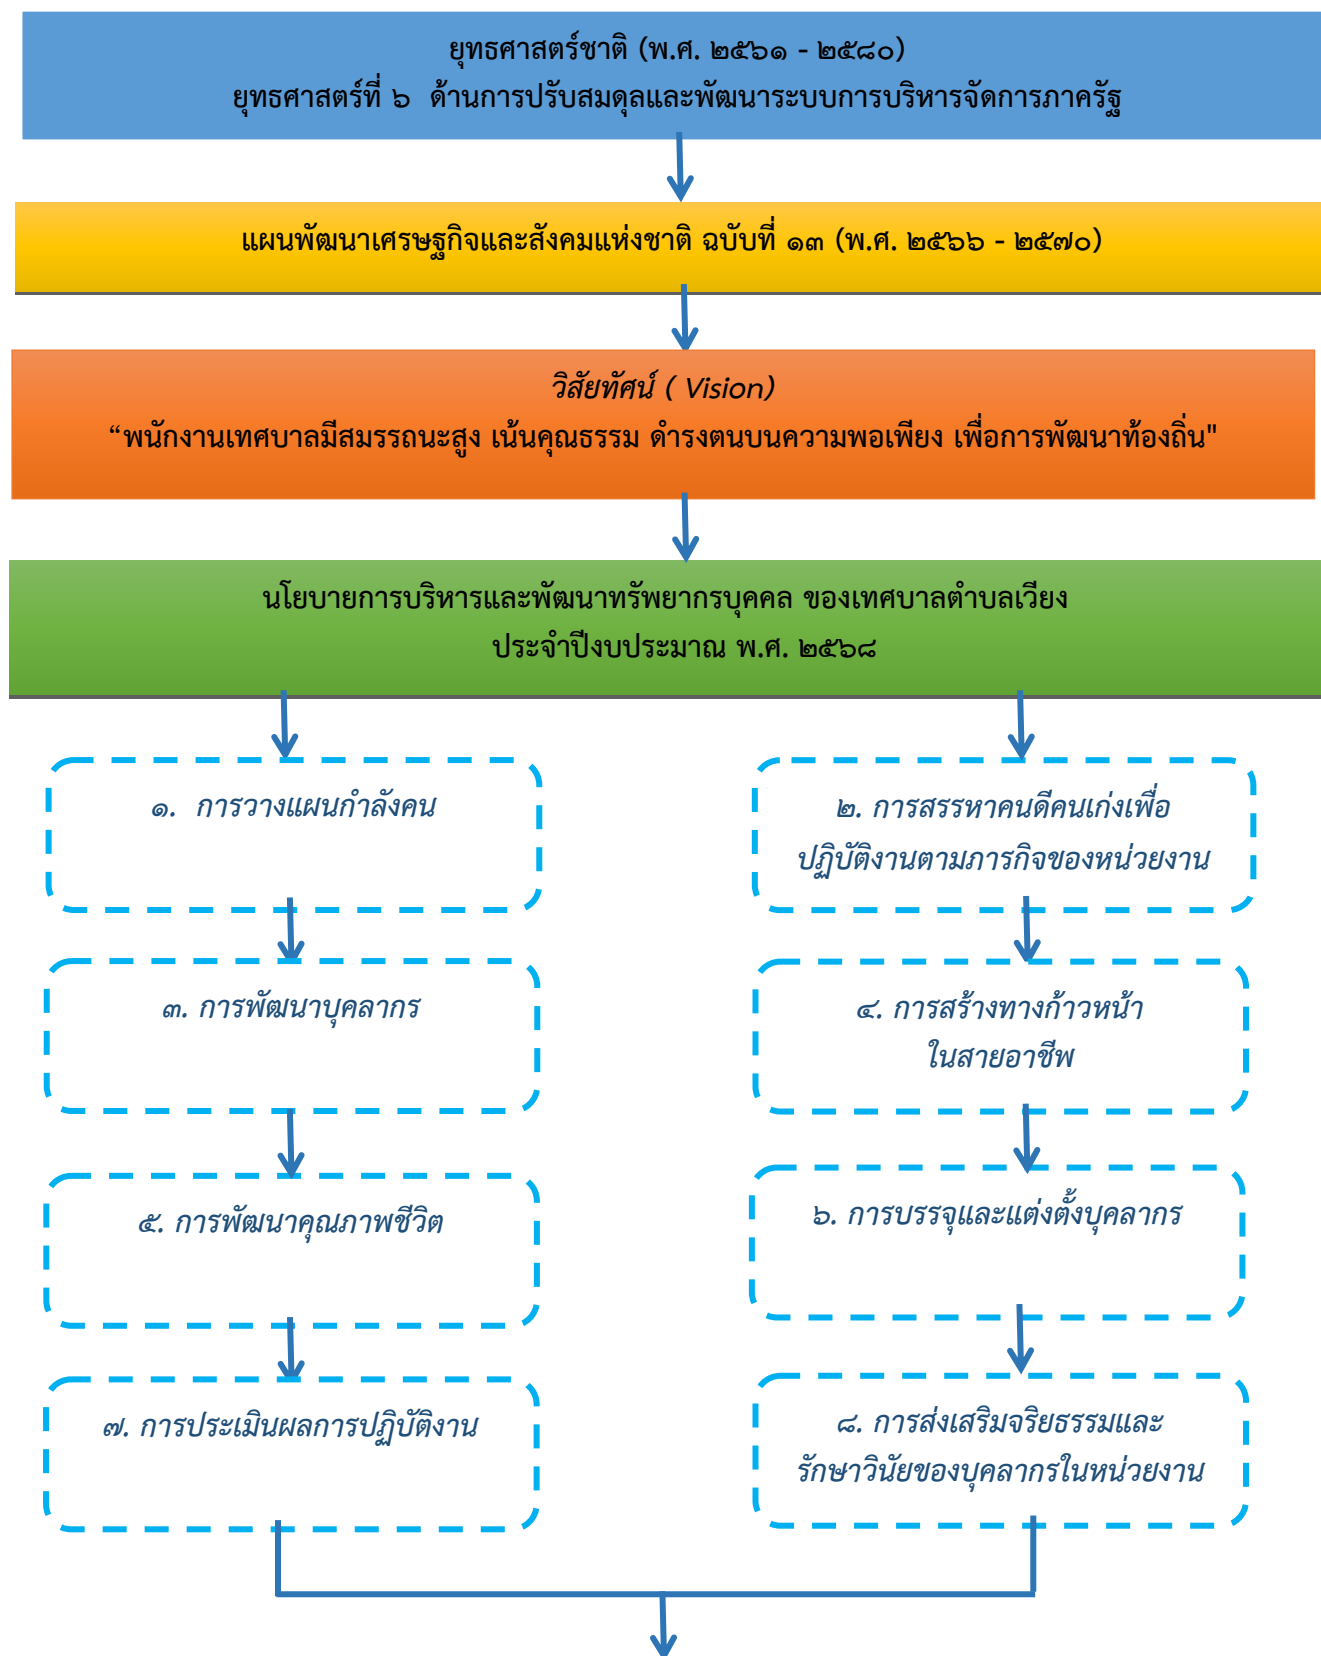 ยุทธศาสตร์ชาติ (พ.ศ. ๒๕๖๑ - ๒๕๘๐)
ยุทธศาสตร์ที่ ๖ ด้านการปรับสมดุลและพัฒนาระบบการบริหารจัดการภาครัฐ
แผนพัฒนาเศรษฐกิจและสังคมแห่งชาติ ฉบับที่ ๑๓ (พ.ศ. ๒๕๖๖ - ๒๕๗๐)
วิสัยทัศน์ ( Vision)
“พนักงานเทศบาลมีสมรรถนะสูง เน้นคุณธรรม ดำรงตนบนความพอเพียง เพื่อการพัฒนาท้องถิ่น"
นโยบายการบริหารและพัฒนาทรัพยากรบุคคล ของเทศบาลตำบลเวียง
ประจำปีงบประมาณ พ.ศ. ๒๕๖๘
๑. การวางแผนกำลังคน
๒. การสรรหาคนดีคนเก่งเพื่อ
ปฏิบัติงานตามภารกิจของหน่วยงาน
๓. การพัฒนาบุคลากร
๔. การสร้างทางก้าวหน้า
ในสายอาชีพ
๕. การพัฒนาคุณภาพชีวิต
๖. การบรรจุและแต่งตั้งบุคลากร
๗. การประเมินผลการปฏิบัติงาน
๘. การส่งเสริมจริยธรรมและ
รักษาวินัยของบุคลากรในหน่วยงาน